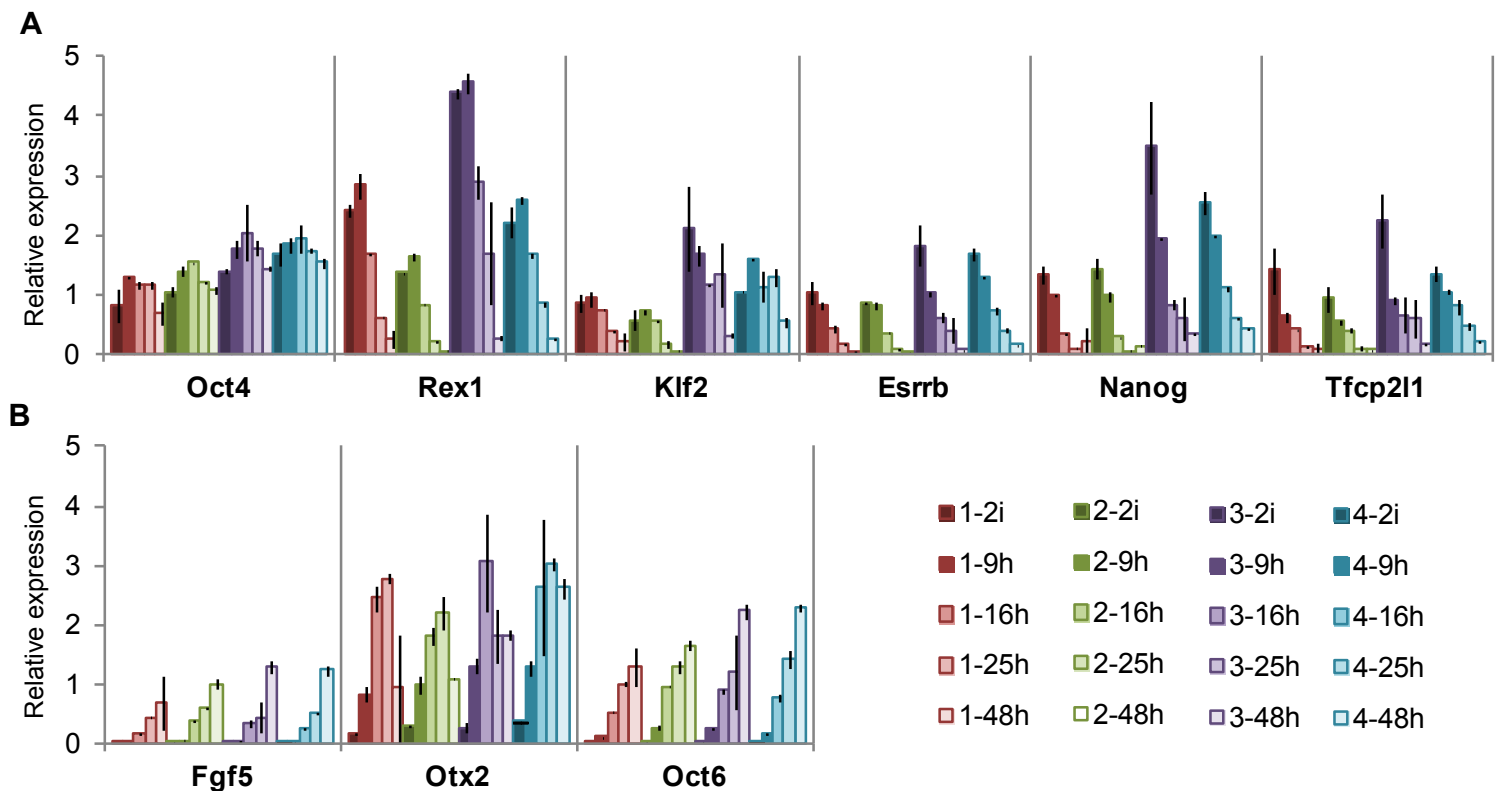 A
Relative expression
5
4
3
2
1
0
Oct4 Rex1 Klf2 Esrrb Nanog Tfcp2l1
B
Relative expression
5
4
3
2
1
0
Fgf5 Otx2 Oct6
1-2i 2-2i 3-2i 4-2i
1-9h 2-9h 3-9h 4-9h
1-16h 2-16h 3-16h 4-16h
1-25h 2-25h 3-25h 4-25h
1-48h 2-48h 3-48h 4-48h